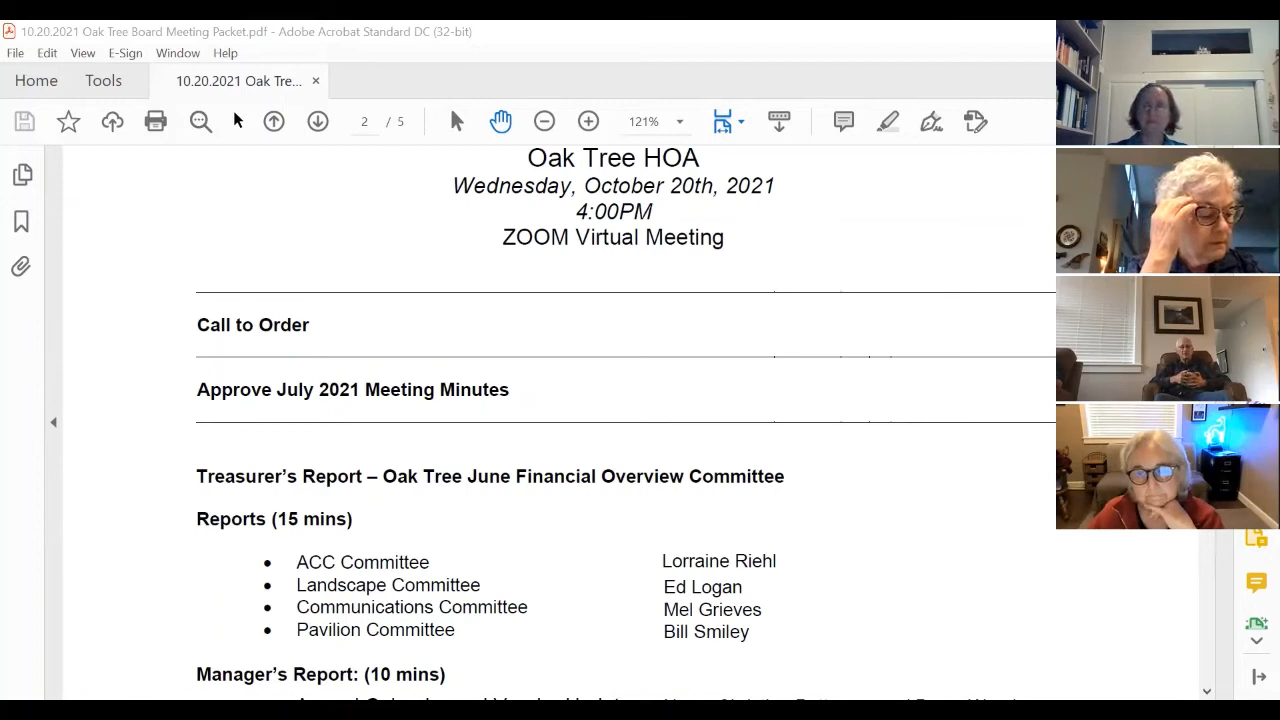 10.20.2021 Oak Tree Board Meeting Packet.pdf - Adobe Acrobat Standard DC (32-bit)
File Edit View E-Sign Window Help
Home Tools 10.20.2021 Oak Tre... ×
2 / 5 121%
Oak Tree HOA
Wednesday, October 20th, 2021
4:00PM
ZOOM Virtual Meeting
Call to Order
Approve July 2021 Meeting Minutes
Treasurer's Report – Oak Tree June Financial Overview Committee
Reports (15 mins)
• ACC Committee Lorraine Riehl
• Landscape Committee Ed Logan
• Communications Committee Mel Grieves
• Pavilion Committee Bill Smiley
Manager's Report: (10 mins)